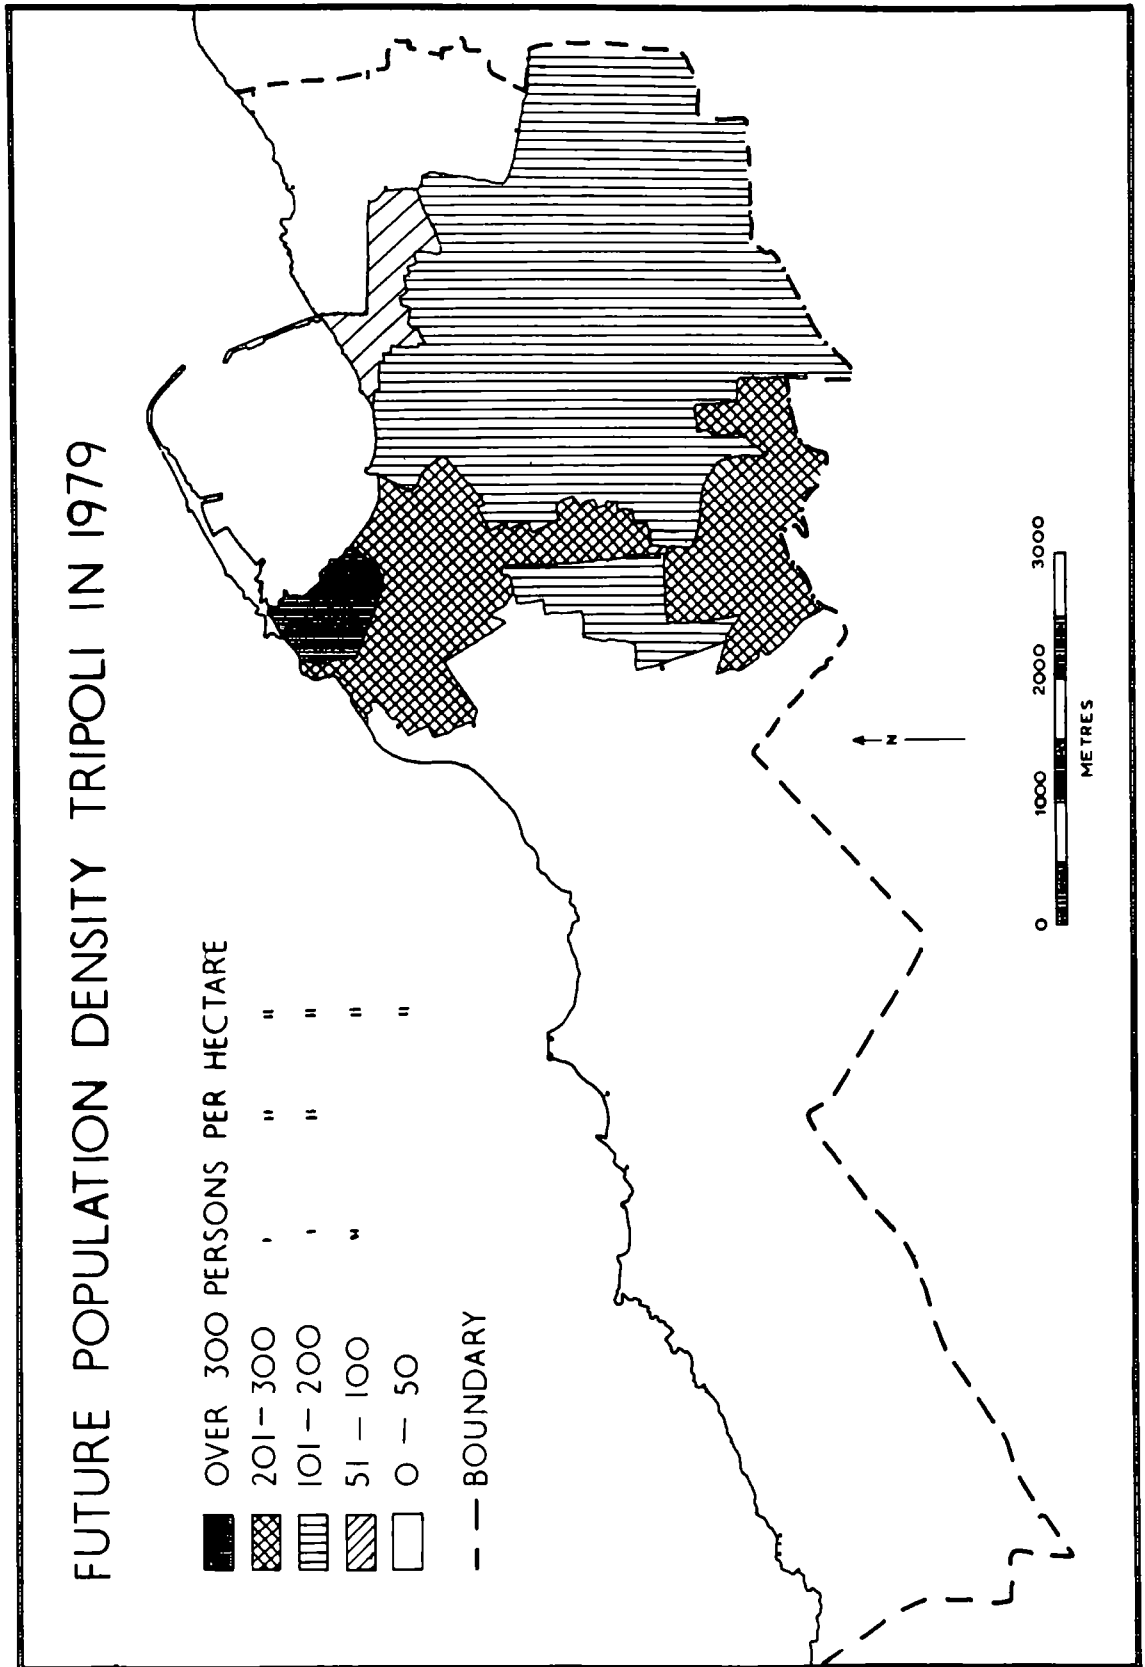 FUTURE POPULATION DENSITY TRIPOLI IN 1979
OVER 300 PERSONS PER HECTARE
201-300 ' " "
101-200 ' " "
51-100 " "
0-50 "
BOUNDARY
N
0 1000 2000 3000
METRES